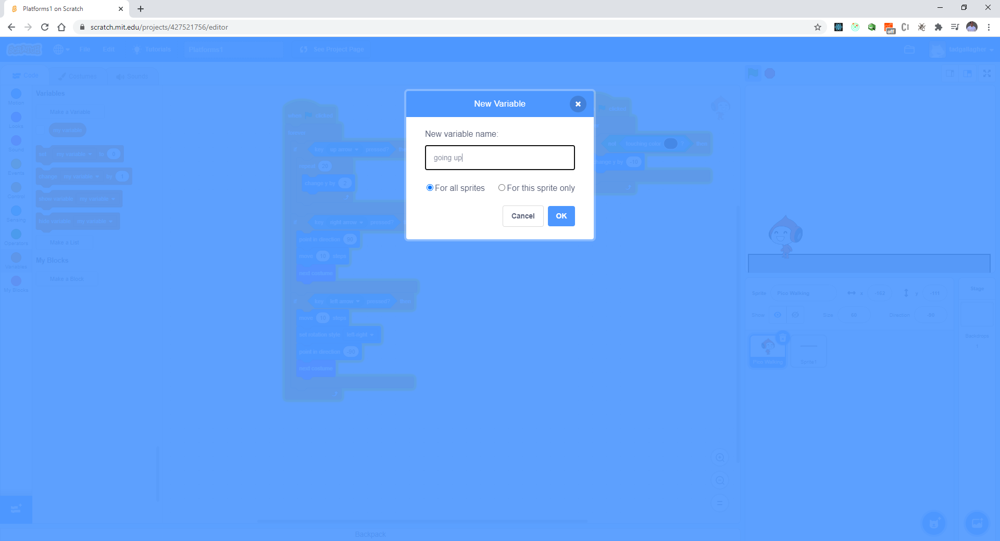 Platforms1 on Scratch
scratch.mit.edu/projects/427521756/editor
off
SCRATCH File Edit Tutorials Platforms1 See Project Page tadgallagher
Code Costumes Sounds
Motion
Looks
Sound
Events
Control
Sensing
Operators
Variables
My Blocks
Variables
Make a Variable
my variable
set my variable to 0
change my variable by 1
show variable my variable
hide variable my variable
Make a List
My Blocks
Make a Block
when clicked
forever
if key up arrow pressed?
repeat 20
change y by 2
if key right arrow pressed?
point in direction 90
move 10 steps
next costume
if key left arrow pressed? then
move 10 steps
set rotation style left-right
point in direction -90
next costume
clicked
not touching color ? then
change y by -10
New Variable
New variable name:
going up
For all sprites For this sprite only
Cancel OK
Sprite Pico Walking x -162 y -111
Show Size 60 Direction 90
Pico Walking
Sprite1
Stage
Backdrops
1
Backpack